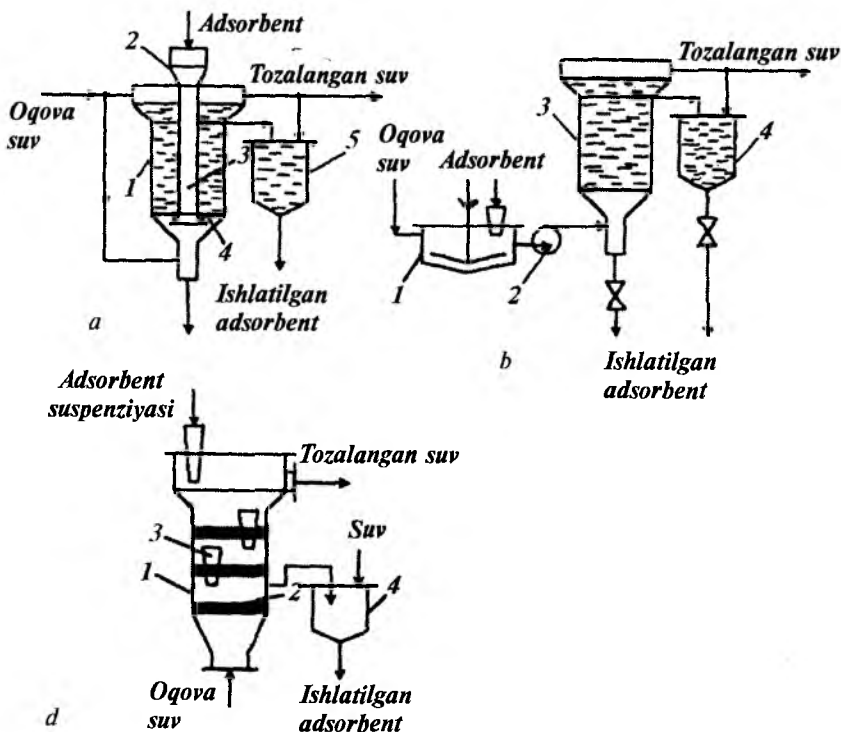 Adsorbent
2
Tozalangan suv
Oqova
suv
1
3
5
4
Ishlatilgan
adsorbent
a
Tozalangan suv
3
Oqova
suv
Adsorbent
4
1
2
Ishlatilgan
adsorbent
b
Adsorbent
suspenziyasi
Tozalangan suv
3
1
2
Suv
4
Oqova
suv
Ishlatilgan
adsorbent
d